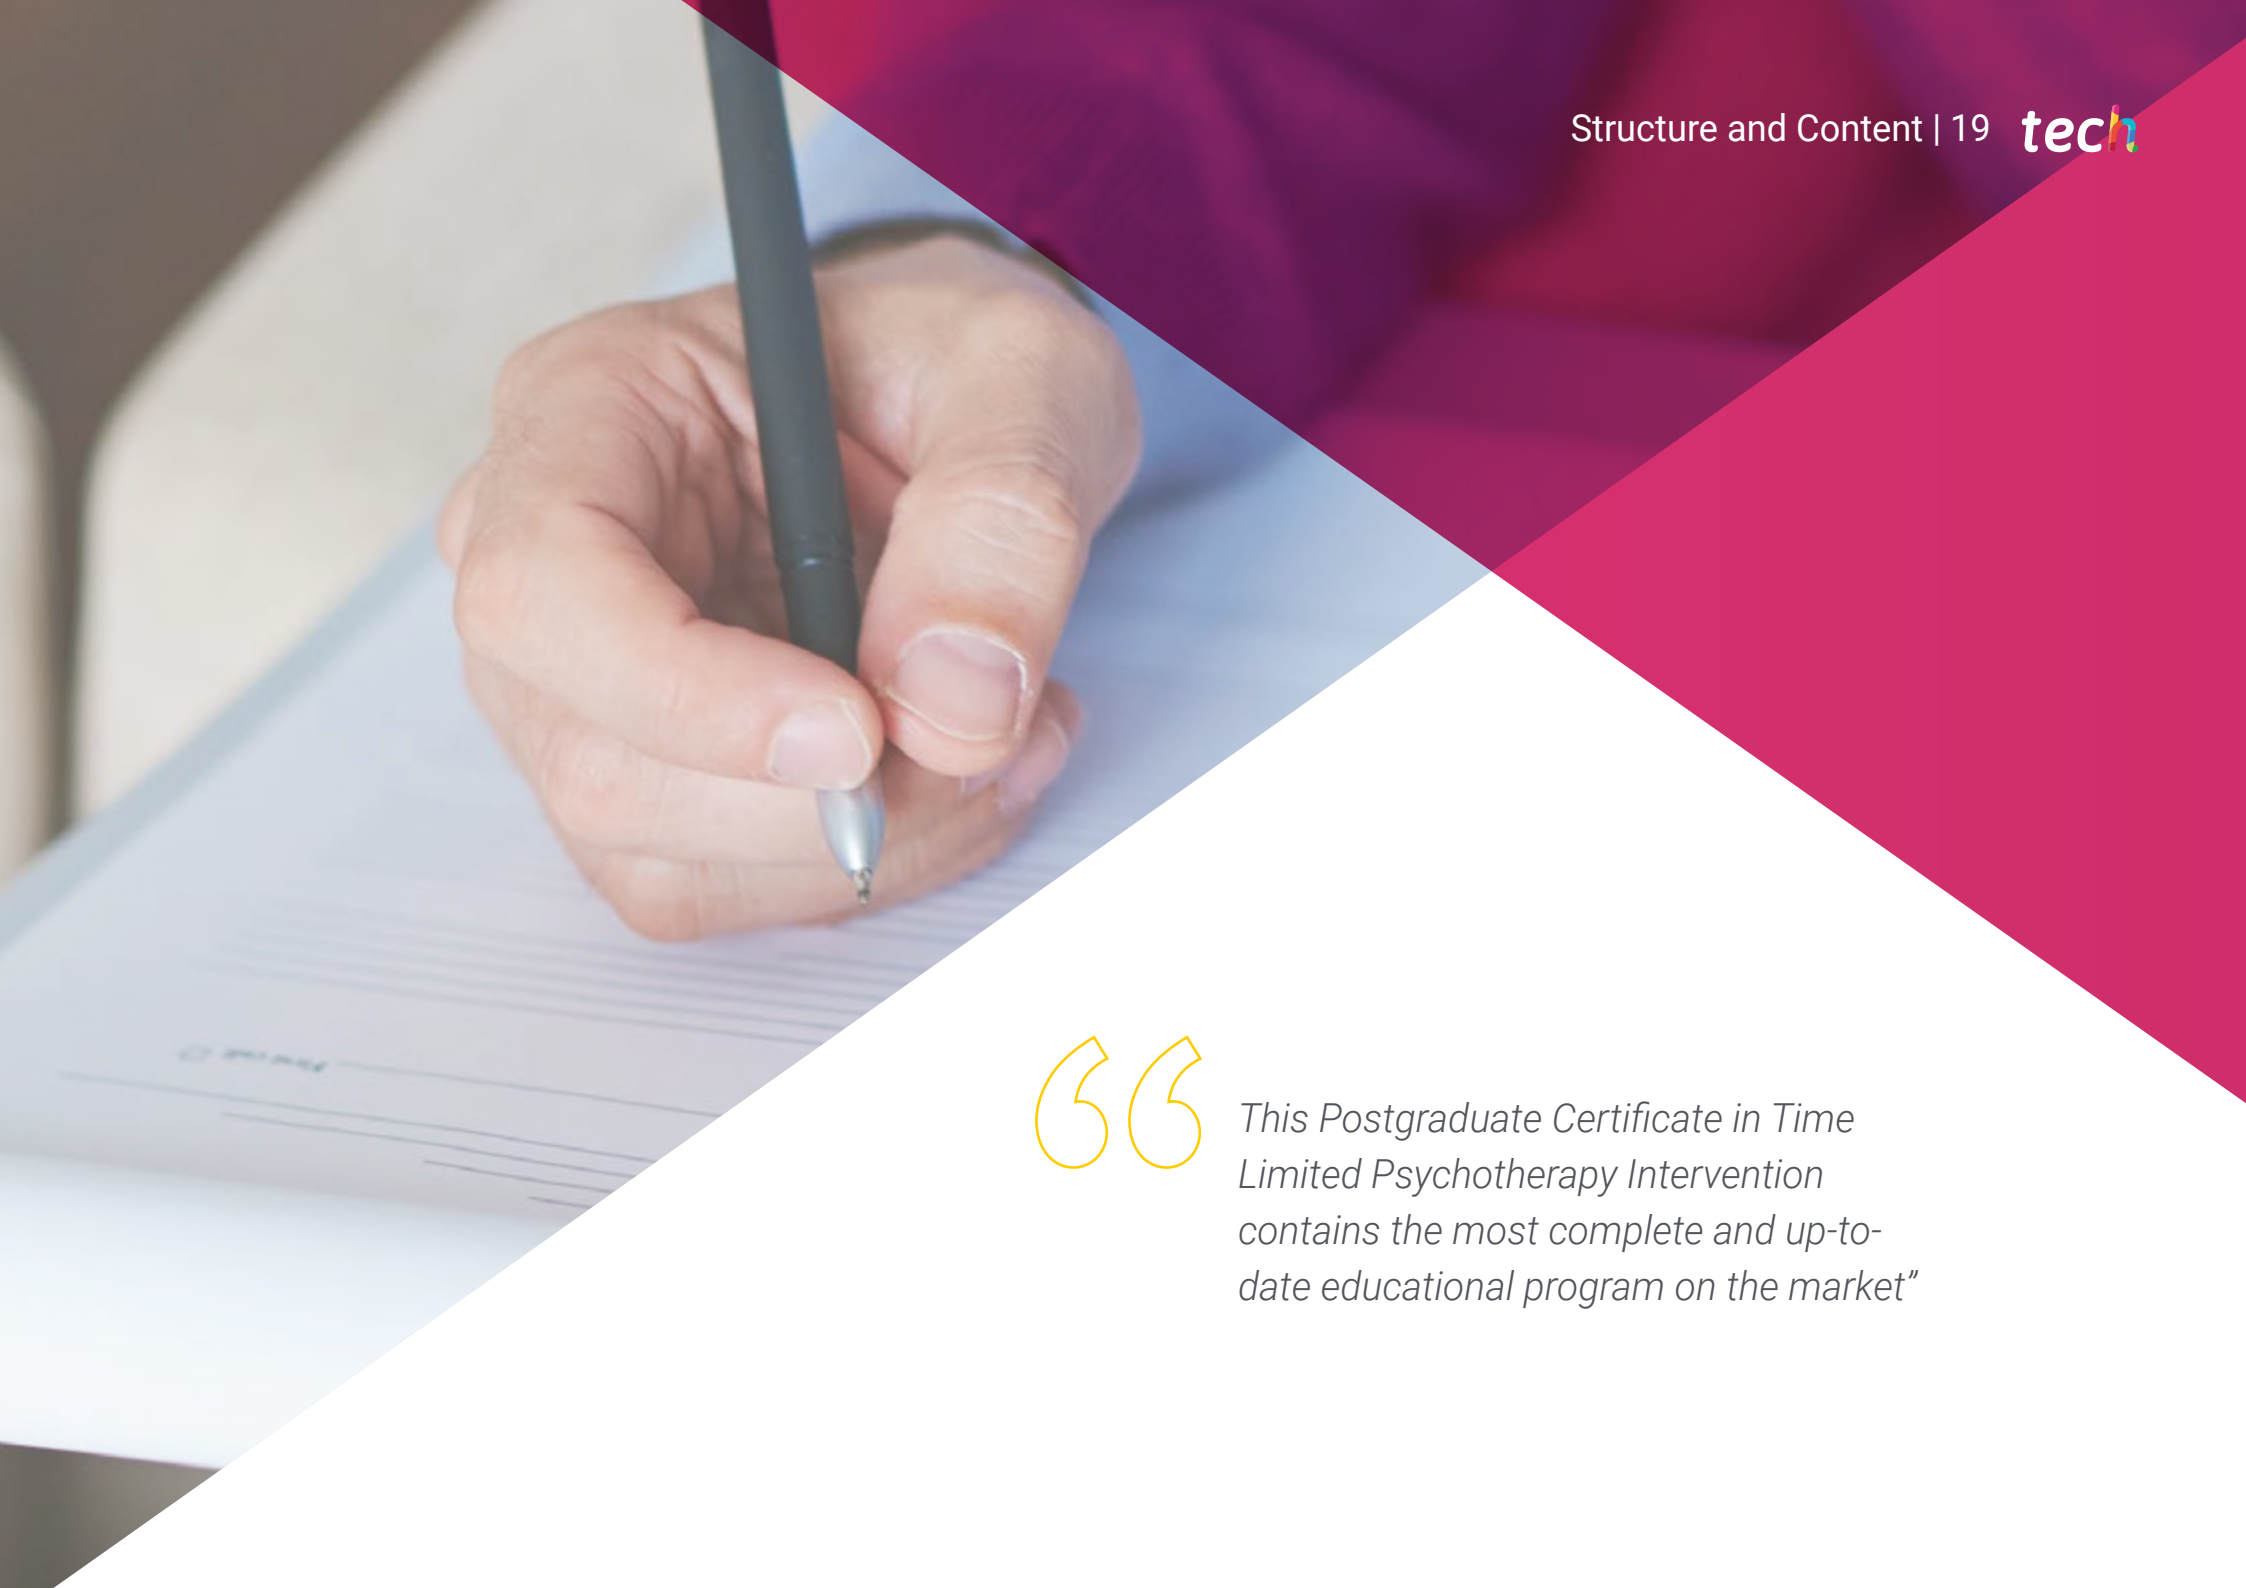 Structure and Content | 19 tech
“This Postgraduate Certificate in Time
Limited Psychotherapy Intervention
contains the most complete and up-to-
date educational program on the market”